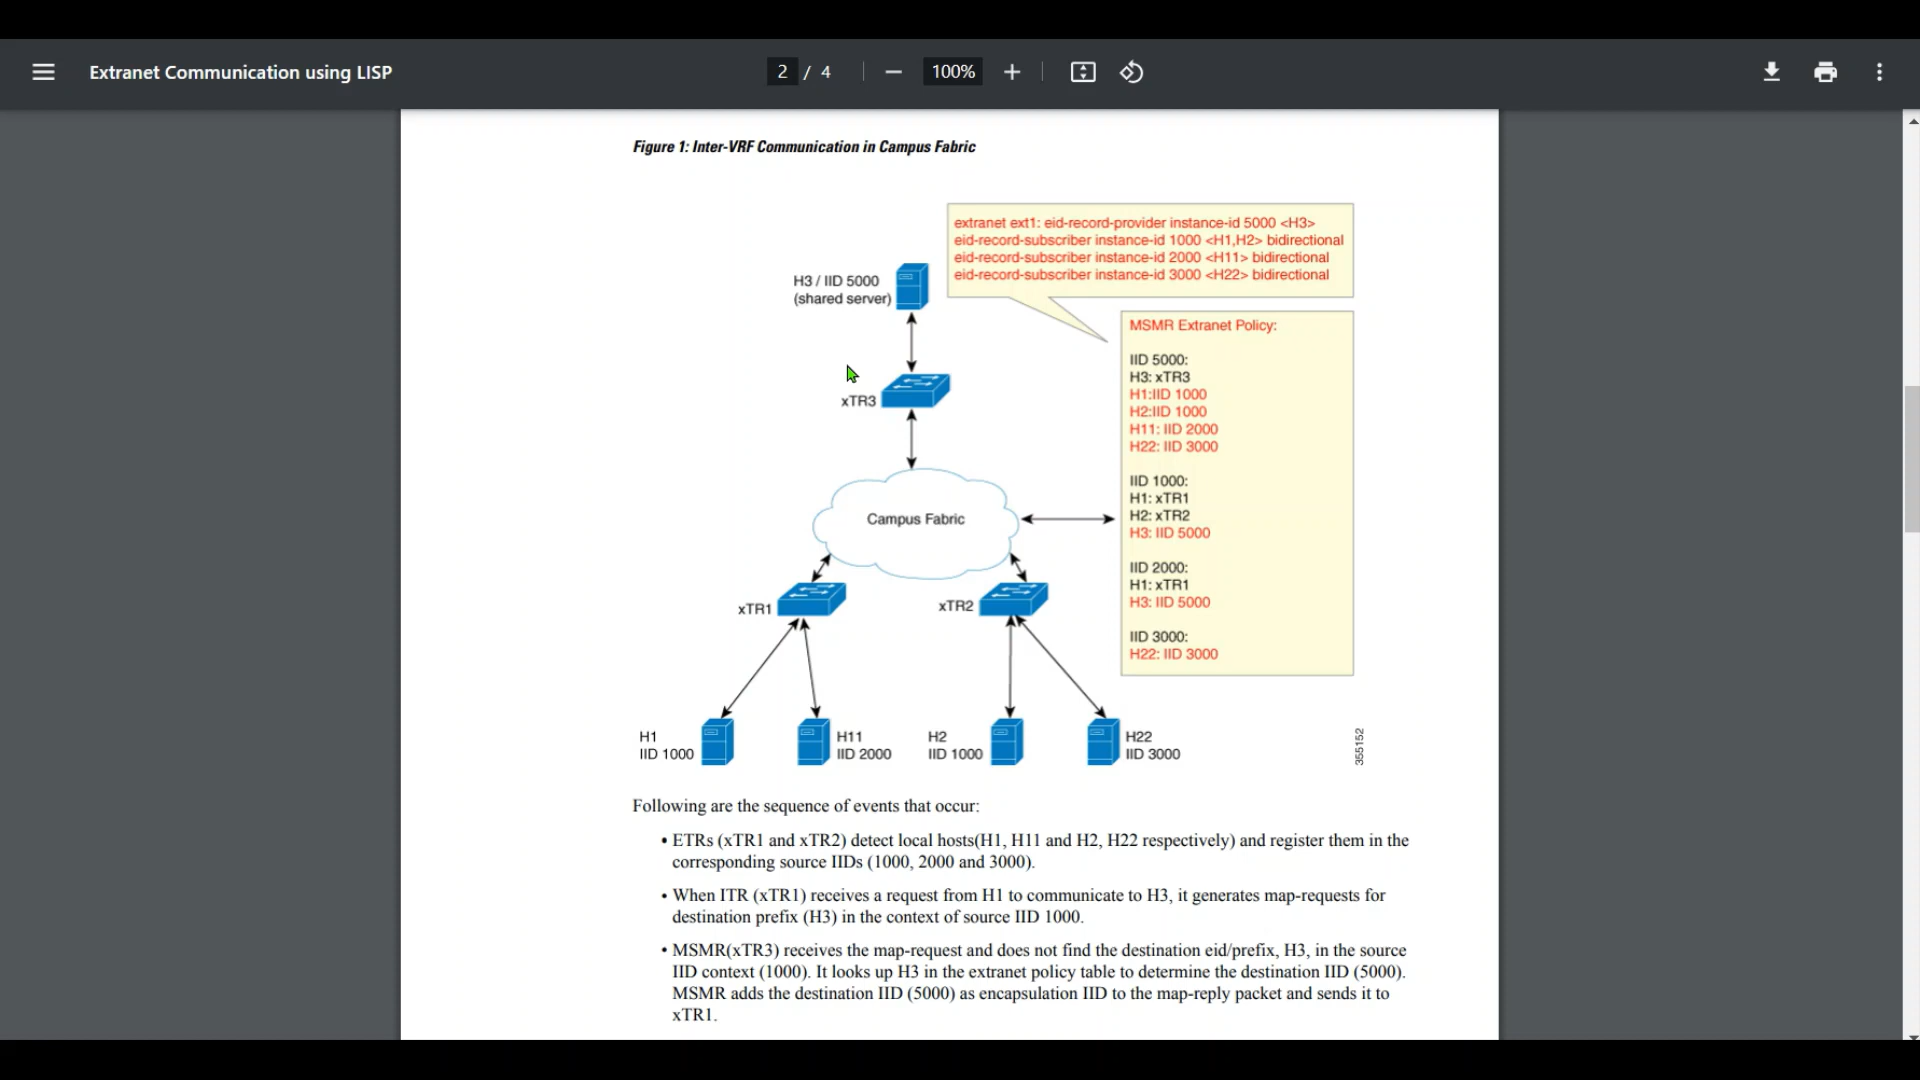 Extranet Communication using LISP
2 / 4
100%
Figure 1: Inter-VRF Communication in Campus Fabric
extranet ext1: eid-record-provider instance-id 5000 <H3>
eid-record-subscriber instance-id 1000 <H1,H2> bidirectional
eid-record-subscriber instance-id 2000 <H11> bidirectional
eid-record-subscriber instance-id 3000 <H22> bidirectional
H3 / IID 5000
(shared server)
MSMR Extranet Policy:
IID 5000:
H3: xTR3
H1:IID 1000
H2:IID 1000
H11: IID 2000
H22: IID 3000
IID 1000:
H1: xTR1
H2: xTR2
H3: IID 5000
IID 2000:
H1: xTR1
H3: IID 5000
IID 3000:
H22: IID 3000
xTR3
Campus Fabric
xTR1
xTR2
H1
IID 1000
H11
IID 2000
H2
IID 1000
H22
IID 3000
355152
Following are the sequence of events that occur:
• ETRs (xTR1 and xTR2) detect local hosts(H1, H11 and H2, H22 respectively) and register them in the
corresponding source IIDs (1000, 2000 and 3000).
• When ITR (xTR1) receives a request from H1 to communicate to H3, it generates map-requests for
destination prefix (H3) in the context of source IID 1000.
• MSMR(xTR3) receives the map-request and does not find the destination eid/prefix, H3, in the source
IID context (1000). It looks up H3 in the extranet policy table to determine the destination IID (5000).
MSMR adds the destination IID (5000) as encapsulation IID to the map-reply packet and sends it to
xTR1.